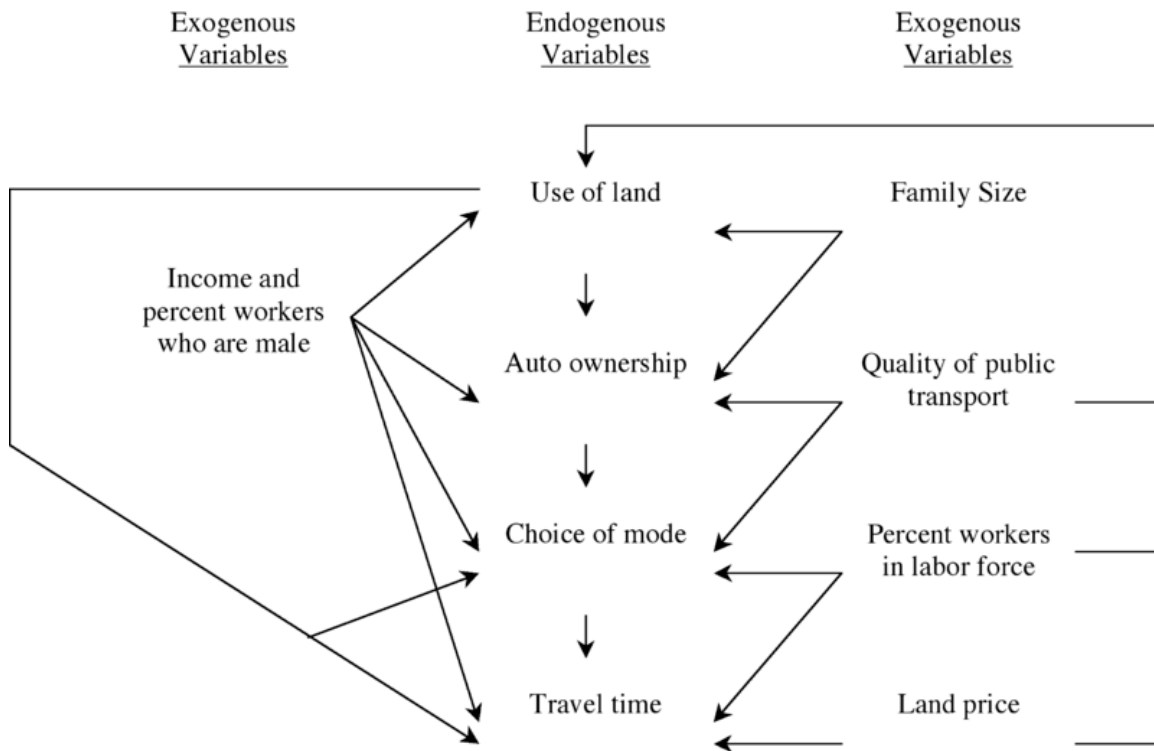 Exogenous
Variables
Endogenous
Variables
Exogenous
Variables
Use of land
Family Size
Income and
percent workers
who are male
Auto ownership
Quality of public
transport
Choice of mode
Percent workers
in labor force
Travel time
Land price